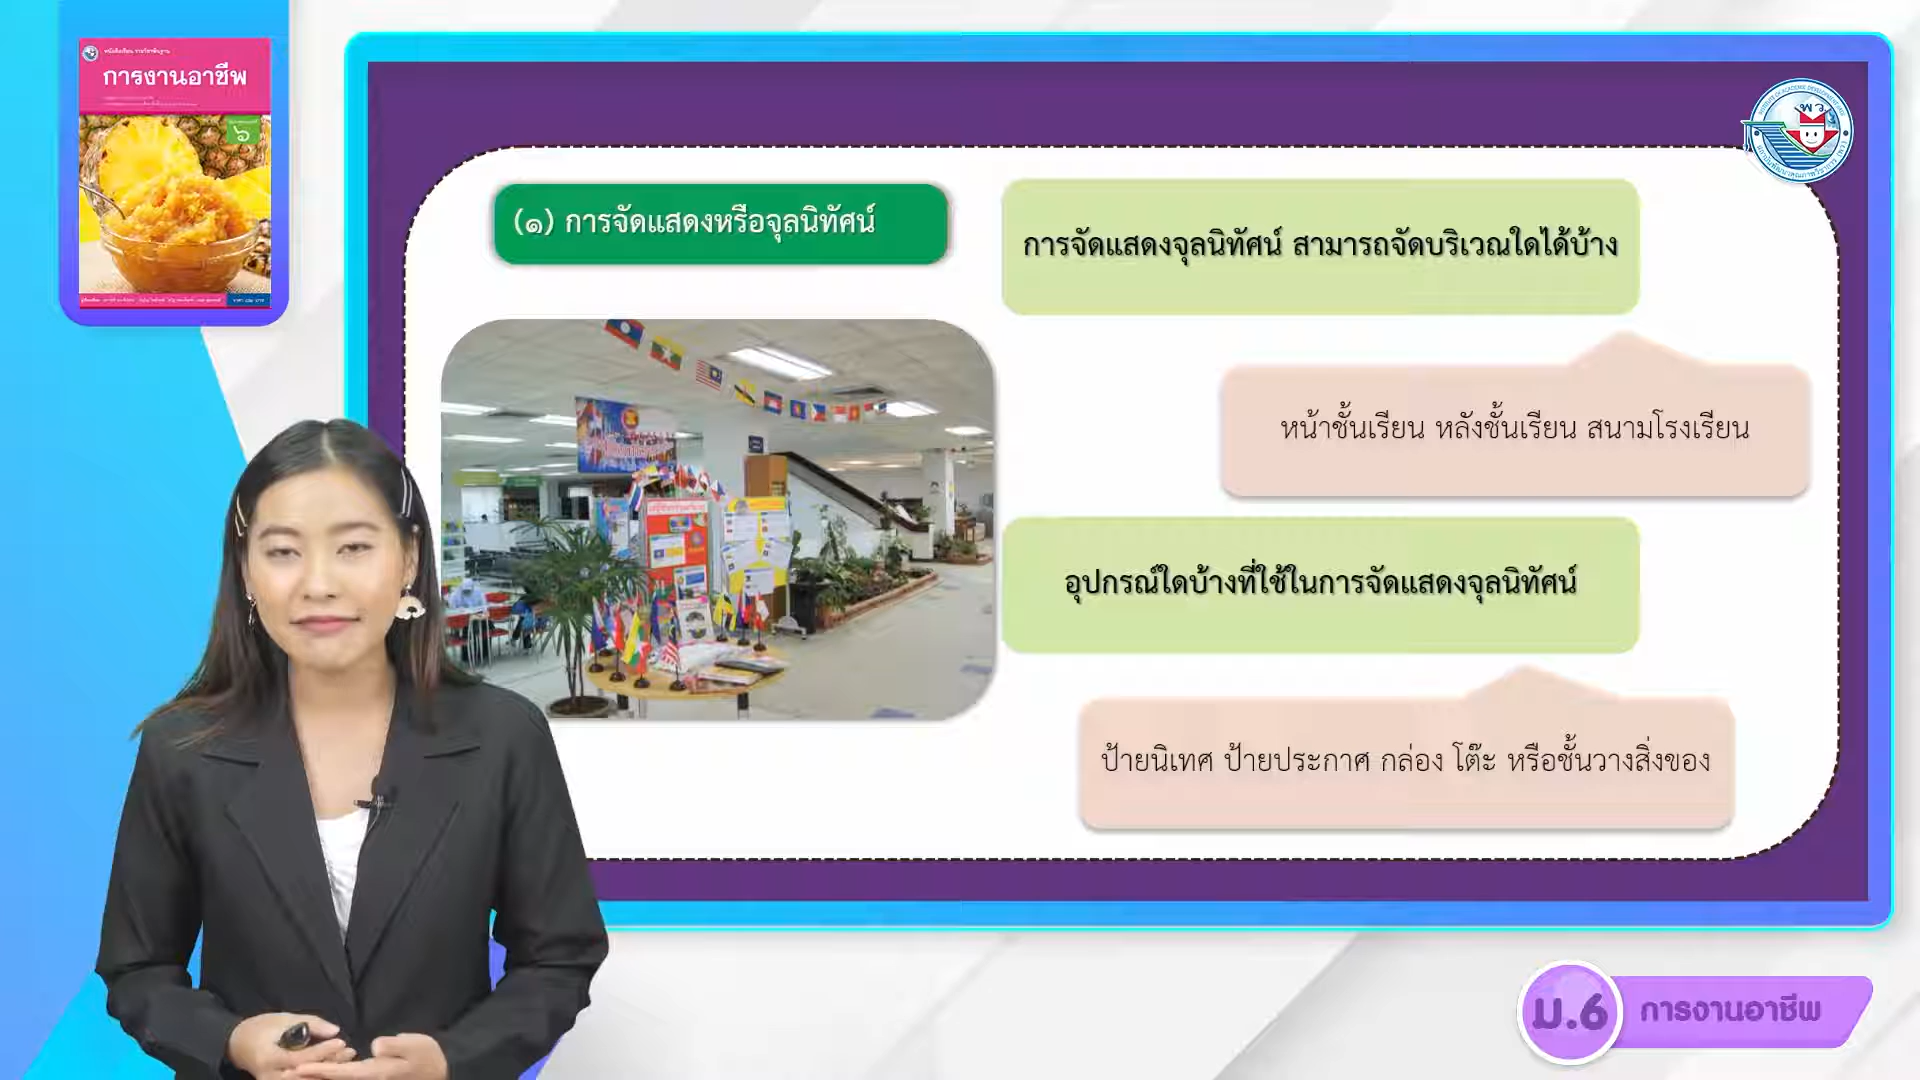 การงานอาชีพ
๖
(๑) การจัดแสดงหรือจุลนิทัศน์
การจัดแสดงจุลนิทัศน์ สามารถจัดบริเวณใดได้บ้าง
หน้าชั้นเรียน หลังชั้นเรียน สนามโรงเรียน
อุปกรณ์ใดบ้างที่ใช้ในการจัดแสดงจุลนิทัศน์
ป้ายนิเทศ ป้ายประกาศ กล่อง โต๊ะ หรือชั้นวางสิ่งของ
พว
ม.6 การงานอาชีพ